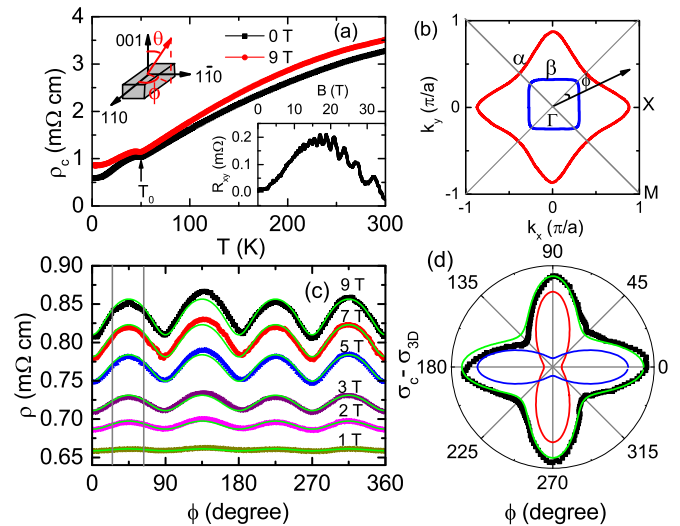 (a)
0 T
9 T
001
θ
1-10
ϕ
110
T₀
ρc (mΩ cm)
4
3
2
1
0
0 100 200 300
T (K)
B (T)
0 10 20 30
Rxy (mΩ)
0.2
0.1
0.0
(b)
α
β
ϕ
Γ
X
M
ky (π/a)
1
0
-1
-1 0 1
kx (π/a)
(c)
9 T
7 T
5 T
3 T
2 T
1 T
ρ (mΩ cm)
0.90
0.85
0.80
0.75
0.70
0.65
0 90 180 270 360
ϕ (degree)
(d)
90
135 45
180 0
225 315
270
σc - σ3D
ϕ (degree)